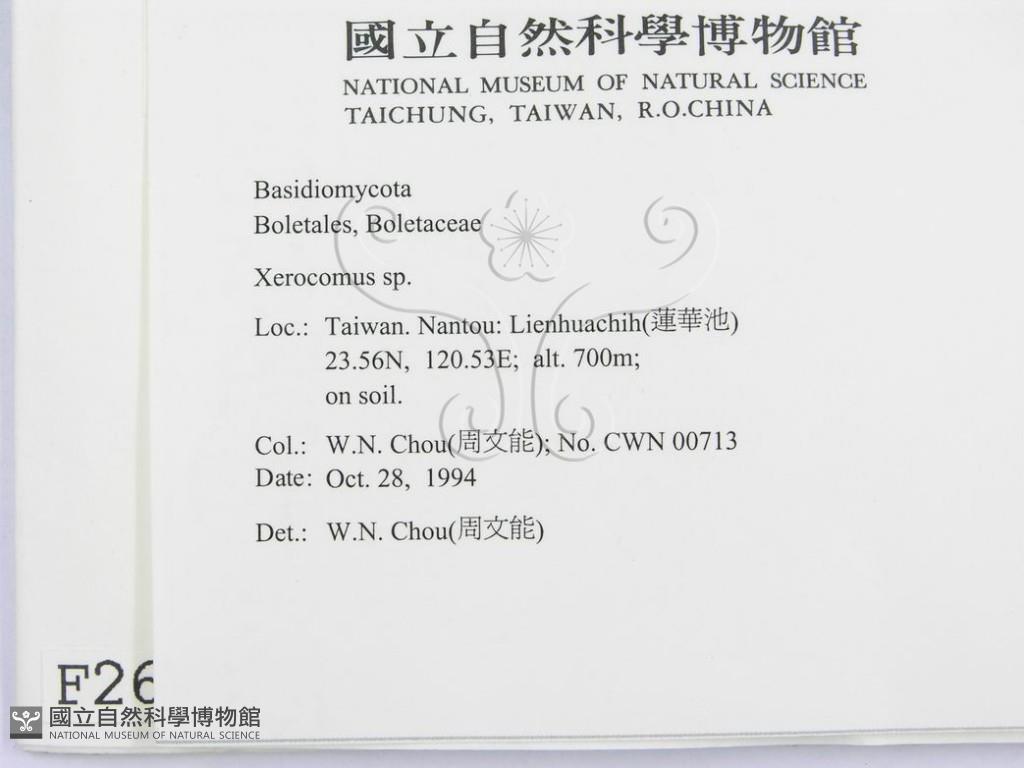 國立自然科學博物館
NATIONAL MUSEUM OF NATURAL SCIENCE
TAICHUNG, TAIWAN, R.O.CHINA
Basidiomycota
Boletales, Boletaceae
Xerocomus sp.
Loc.: Taiwan. Nantou: Lienhuachih(蓮華池)
23.56N, 120.53E; alt. 700m;
on soil.
Col.: W.N. Chou(周文能); No. CWN 00713
Date: Oct. 28, 1994
Det.: W.N. Chou(周文能)
F26
國立自然科學博物館
NATIONAL MUSEUM OF NATURAL SCIENCE